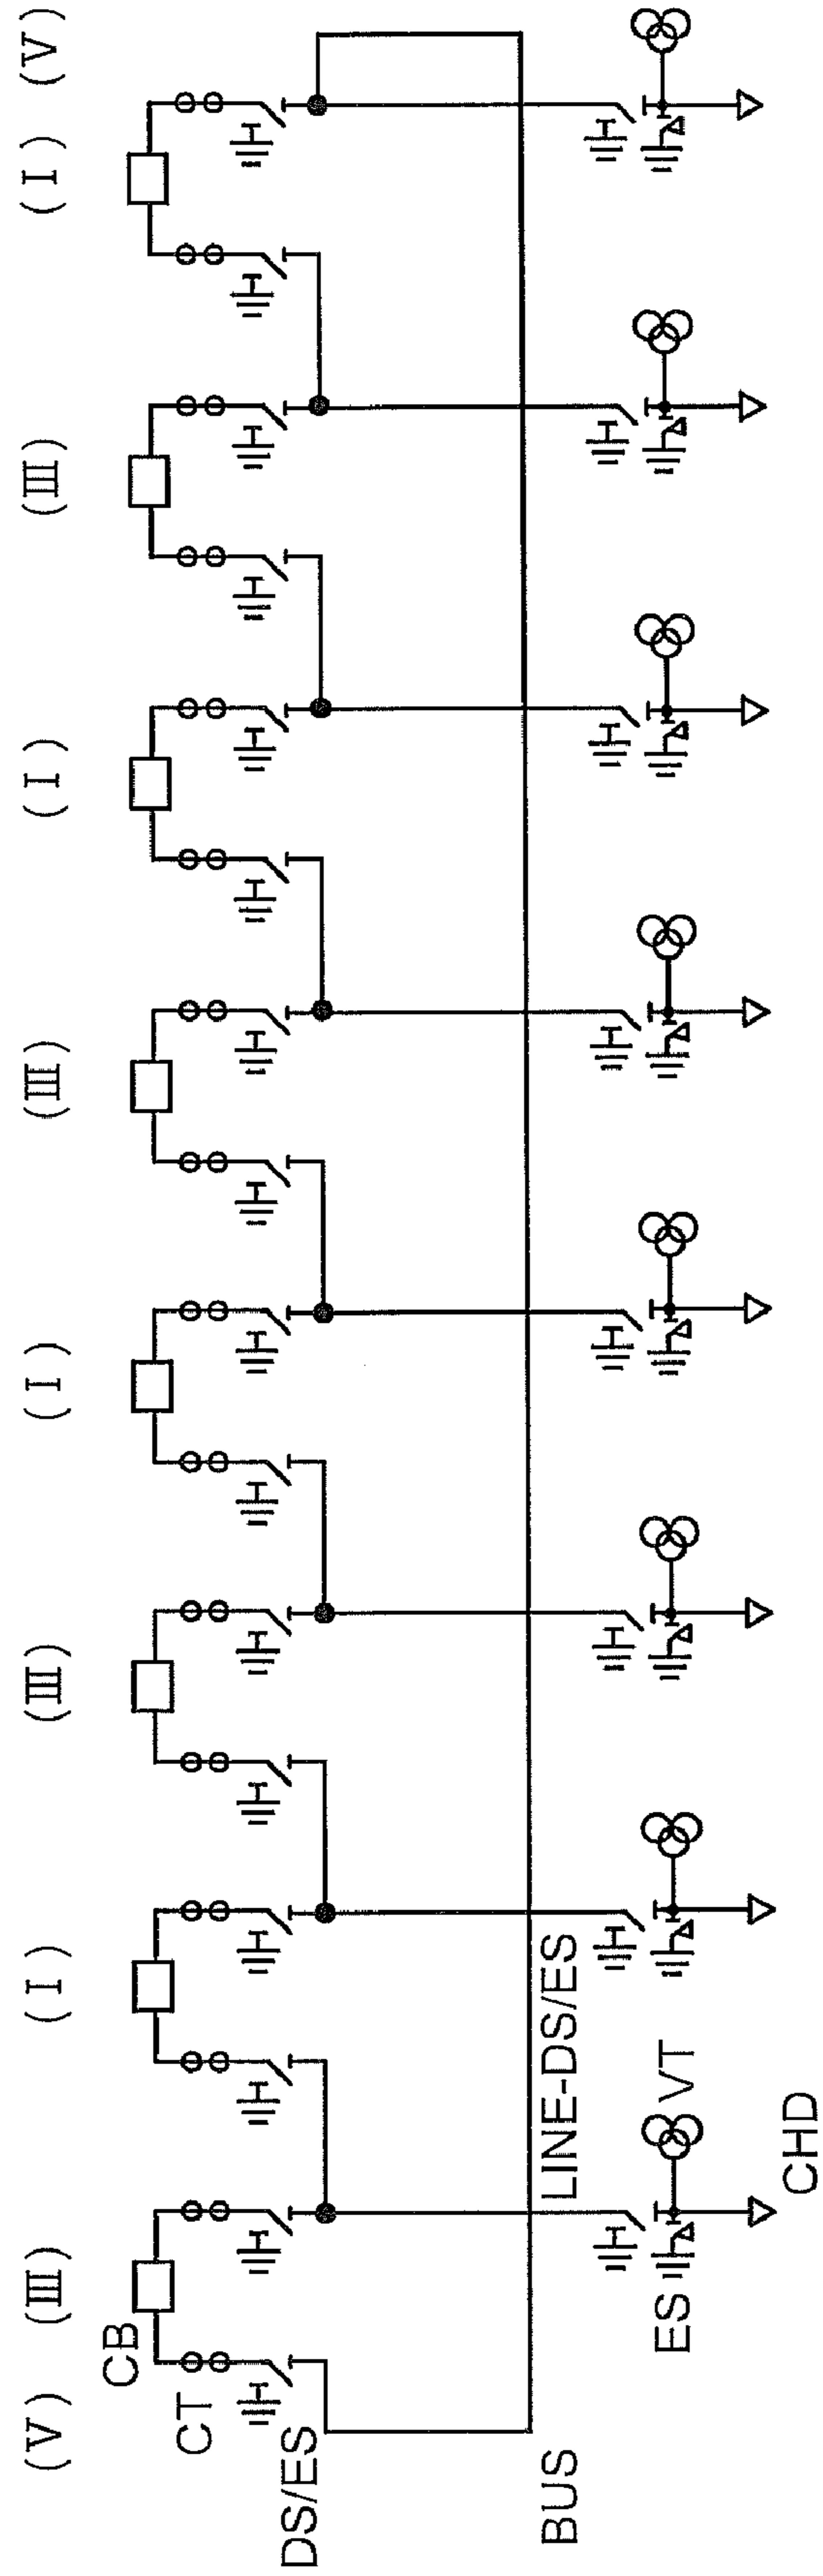 (V) (III) (I) (III) (I) (III) (I) (III) (I) (V)
CB
CT
DS/ES
BUS
LINE-DS/ES
ES
VT
CHD